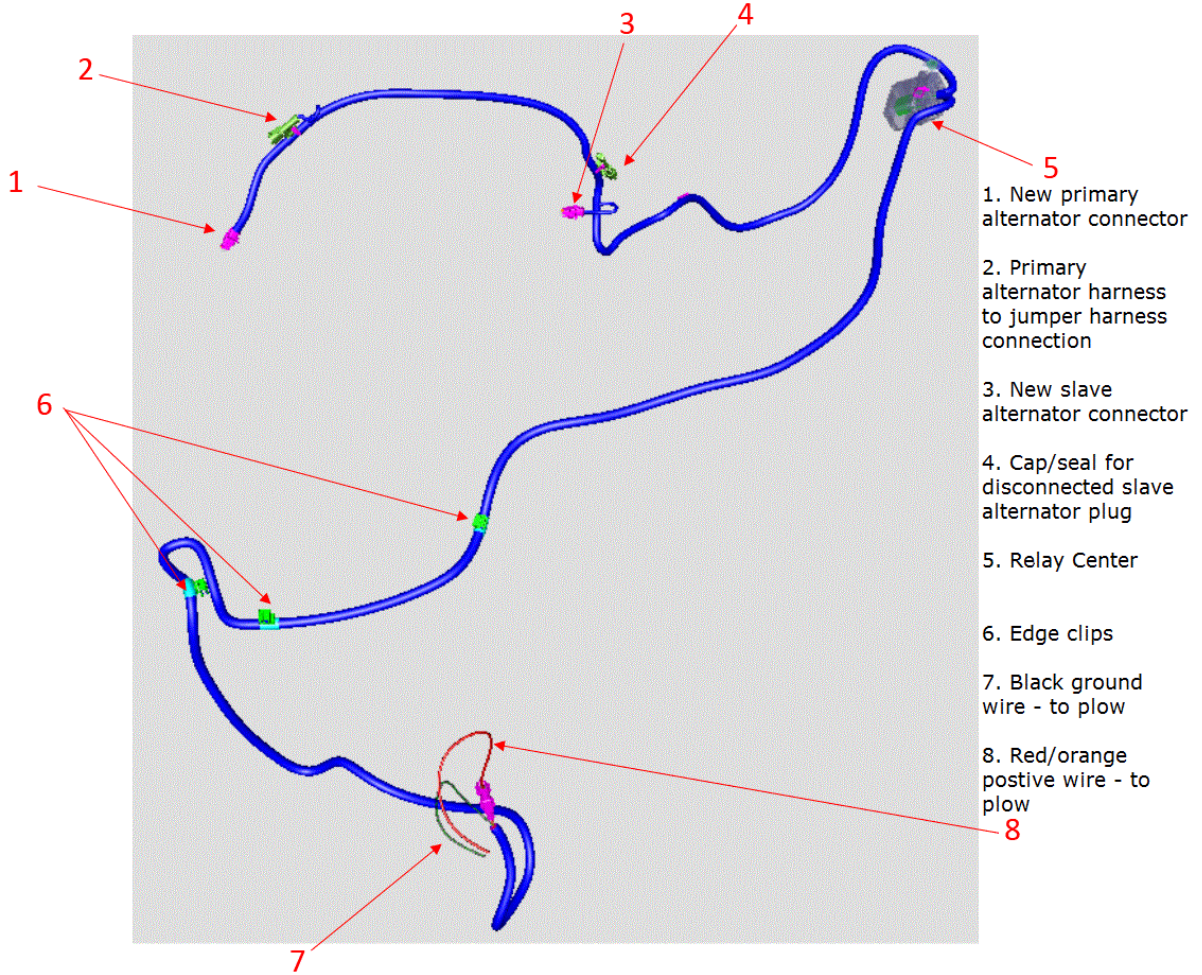 3
4
2
1
5
1. New primary
alternator connector
2. Primary
alternator harness
to jumper harness
connection
3. New slave
alternator connector
6
4. Cap/seal for
disconnected slave
alternator plug
5. Relay Center
6. Edge clips
7. Black ground
wire - to plow
8. Red/orange
postive wire - to
plow
8
7